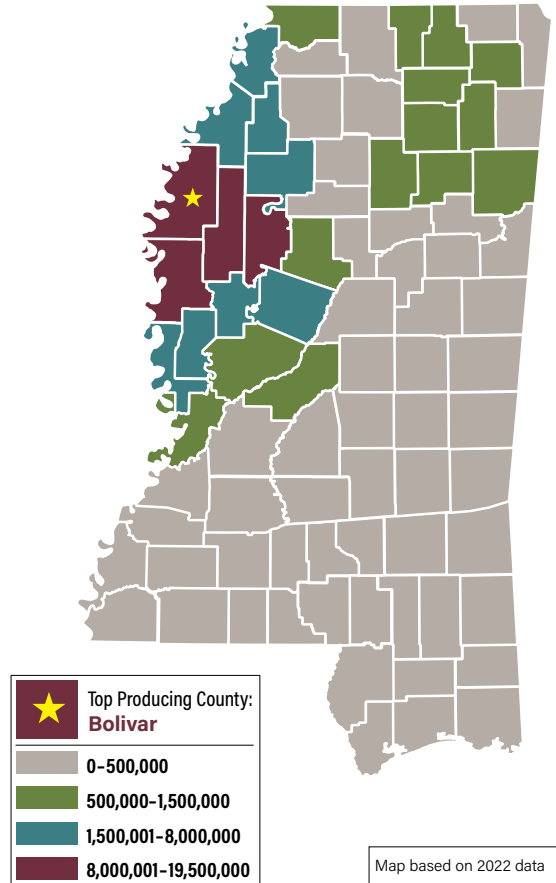 Top Producing County:
Bolivar
0–500,000
500,000–1,500,000
1,500,001–8,000,000
8,000,001–19,500,000
Map based on 2022 data